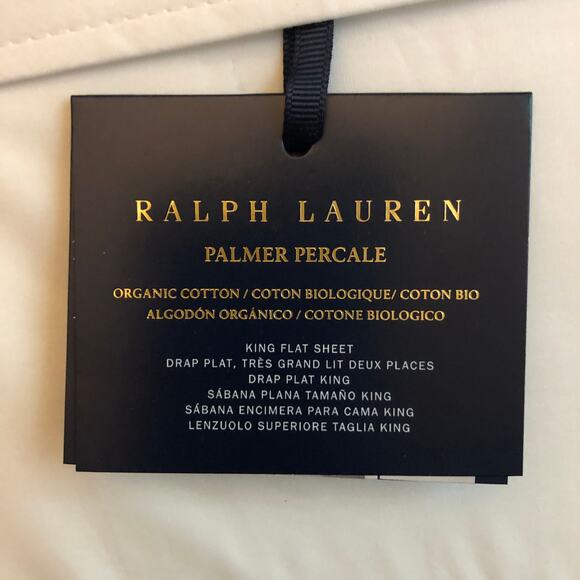 RALPH LAUREN
PALMER PERCALE
ORGANIC COTTON / COTON BIOLOGIQUE/ COTON BIO
ALGODÓN ORGÁNICO / COTONE BIOLOGICO
KING FLAT SHEET
DRAP PLAT, TRÈS GRAND LIT DEUX PLACES
DRAP PLAT KING
SÁBANA PLANA TAMAÑO KING
SÁBANA ENCIMERA PARA CAMA KING
LENZUOLO SUPERIORE TAGLIA KING